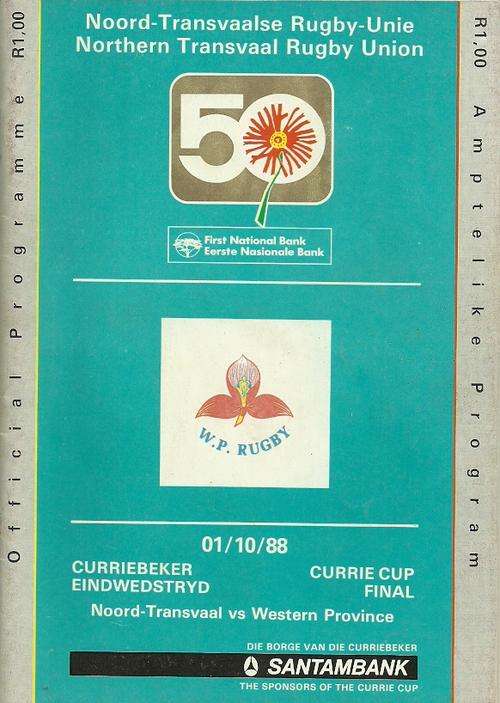 Noord-Transvaalse Rugby-Unie
Northern Transvaal Rugby Union
Official Programme R1,00
R1,00 Amptelike Program
50
First National Bank
Eerste Nasionale Bank
W.P. RUGBY
01/10/88
CURRIEBEKER
EINDWEDSTRYD
CURRIE CUP
FINAL
Noord-Transvaal vs Western Province
DIE BORGE VAN DIE CURRIEBEKER
SANTAMBANK
THE SPONSORS OF THE CURRIE CUP